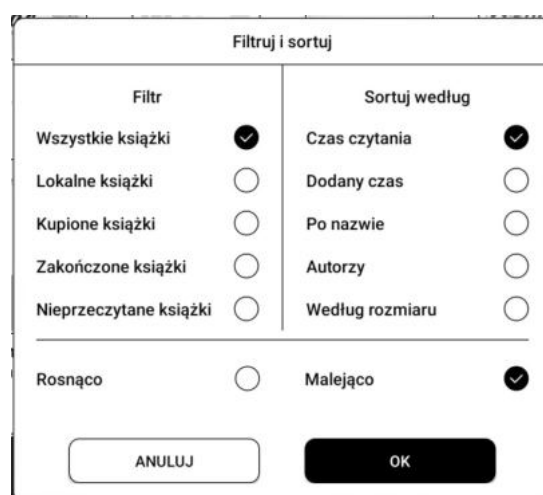 Filtruj i sortuj
Filtr
Wszystkie książki
Lokalne książki
Kupione książki
Zakończone książki
Nieprzeczytane książki
Sortuj według
Czas czytania
Dodany czas
Po nazwie
Autorzy
Według rozmiaru
Rosnąco
Malejąco
ANULUJ
OK